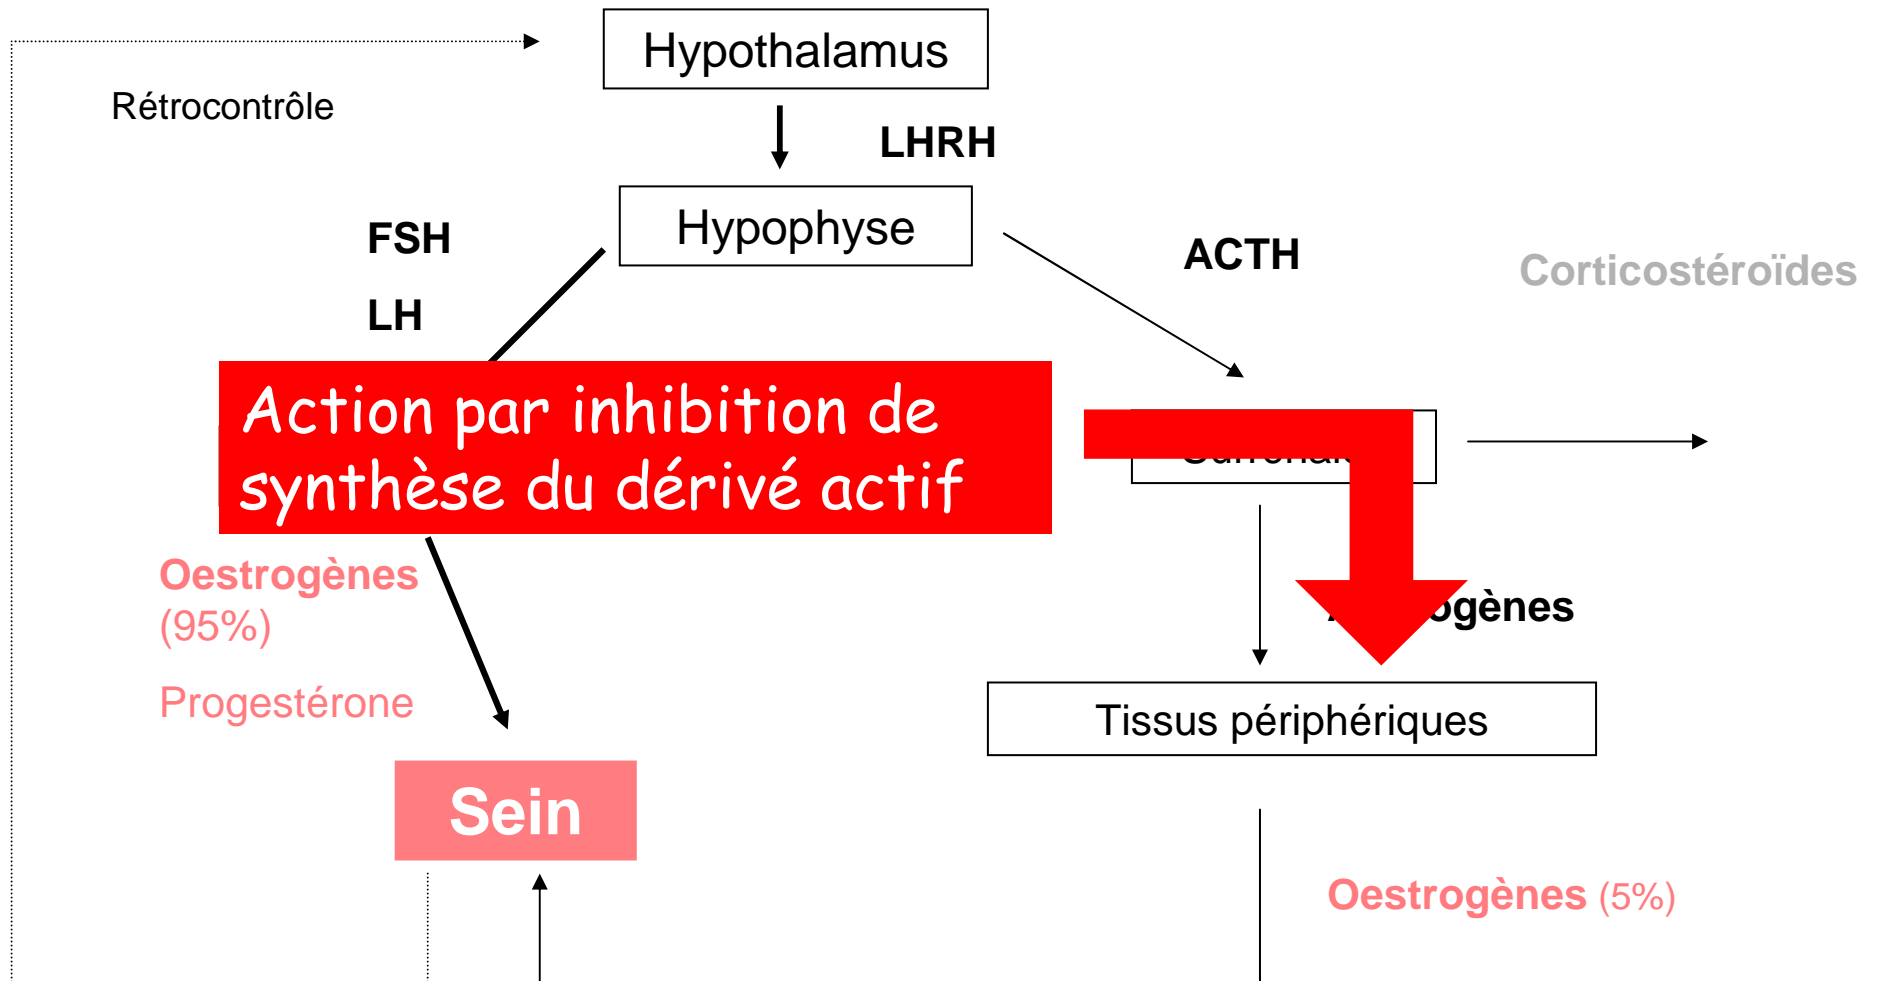 Hypothalamus
Rétrocontrôle
LHRH
Hypophyse
FSH
ACTH
Corticostéroïdes
LH
Action par inhibition de
synthèse du dérivé actif
Oestrogènes
(95%)
Progestérone
Tissus périphériques
Sein
Oestrogènes (5%)